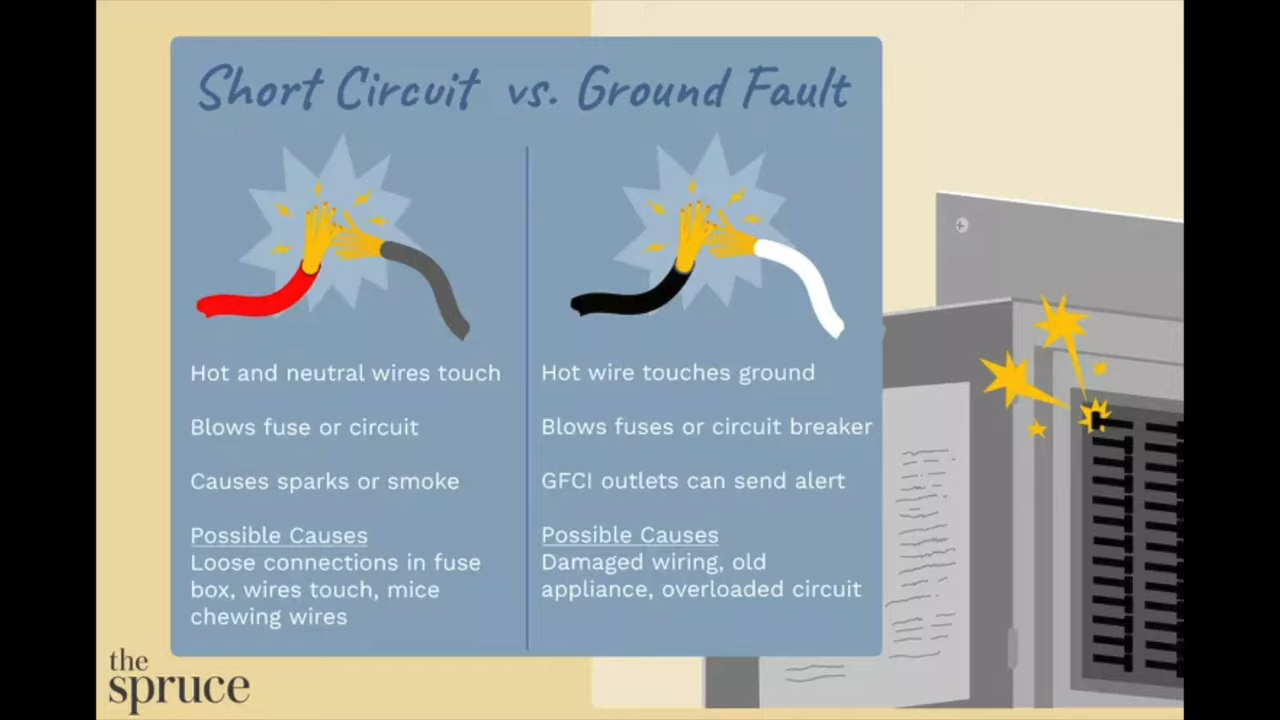 Short Circuit vs. Ground Fault
Hot and neutral wires touch
Blows fuse or circuit
Causes sparks or smoke
Possible Causes
Loose connections in fuse
box, wires touch, mice
chewing wires
Hot wire touches ground
Blows fuses or circuit breaker
GFCI outlets can send alert
Possible Causes
Damaged wiring, old
appliance, overloaded circuit
the
spruce